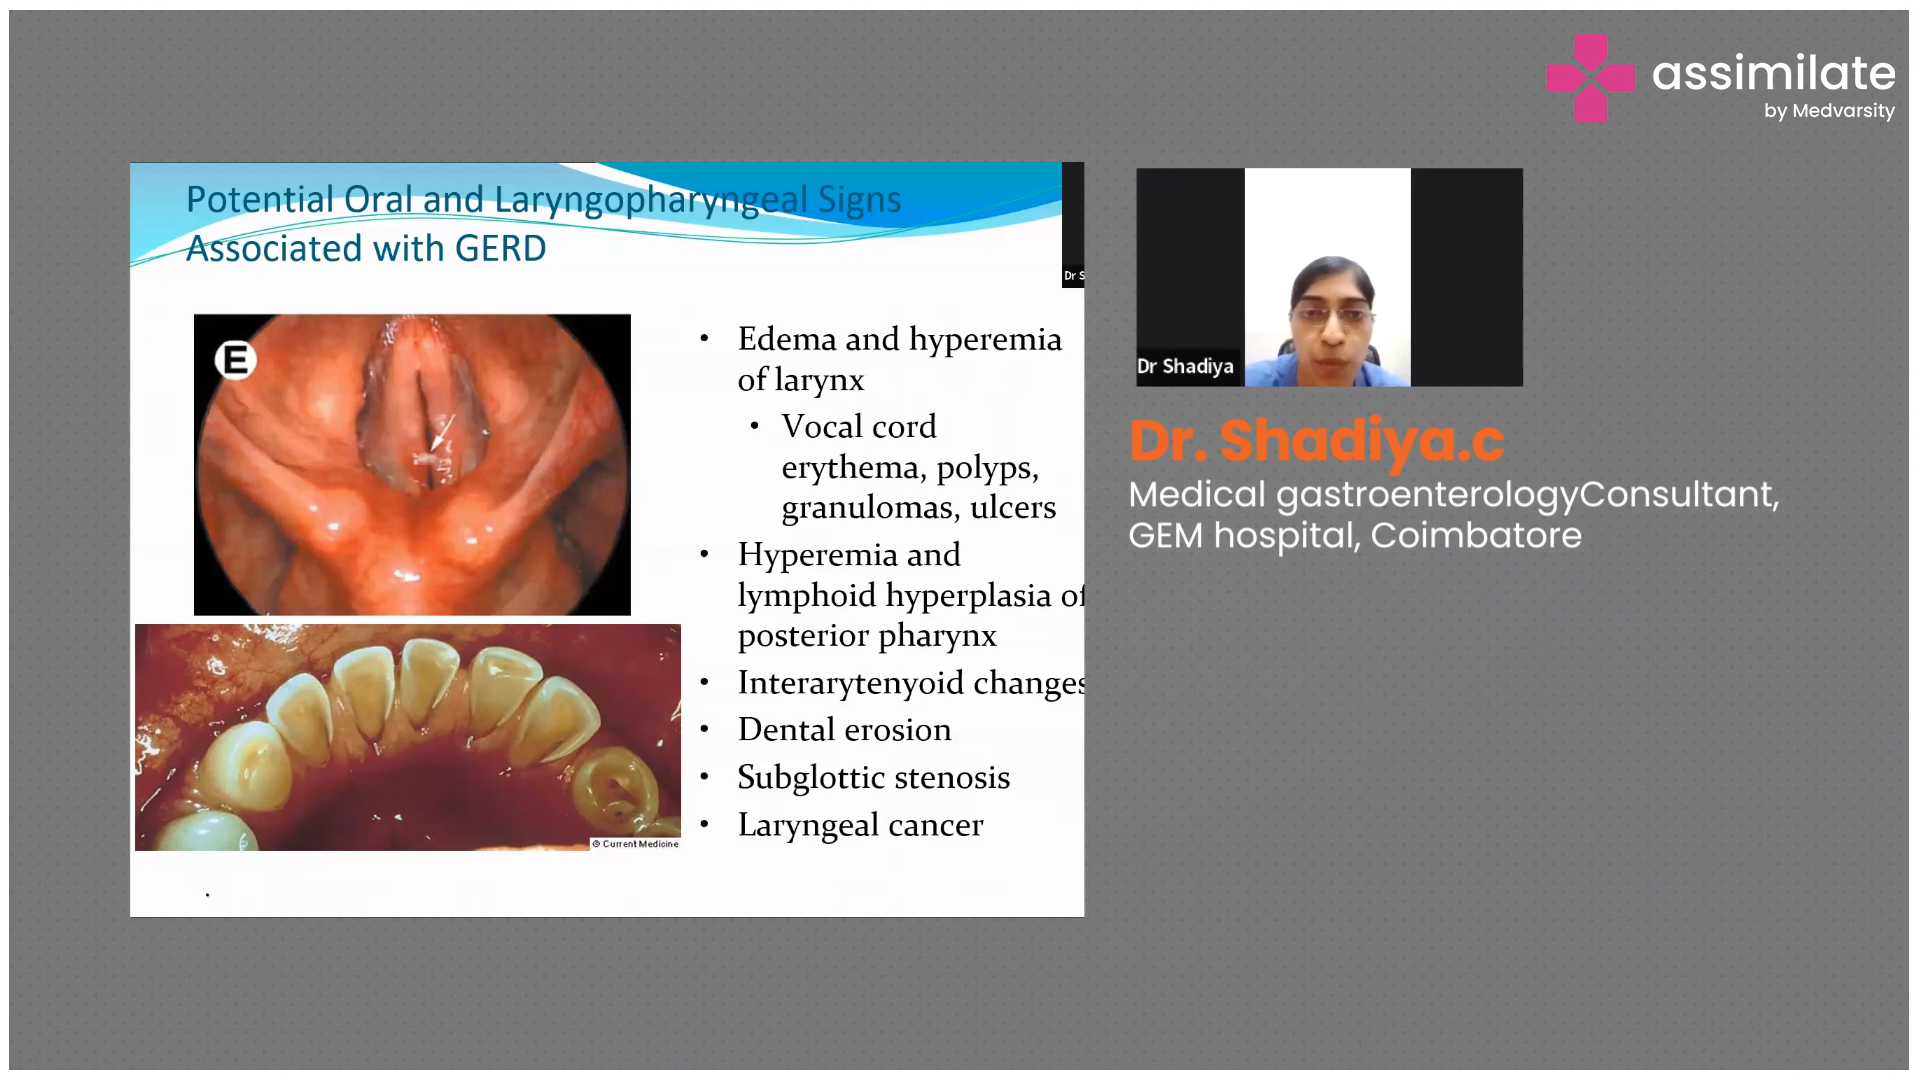 assimilate
by Medvarsity
Potential Oral and Laryngopharyngeal Signs
Associated with GERD
Dr S
E
• Edema and hyperemia
of larynx
• Vocal cord
erythema, polyps,
granulomas, ulcers
• Hyperemia and
lymphoid hyperplasia of
posterior pharynx
• Interarytenyoid changes
• Dental erosion
• Subglottic stenosis
• Laryngeal cancer
© Current Medicine
.
Dr Shadiya
Dr. Shadiya.c
Medical gastroenterologyConsultant,
GEM hospital, Coimbatore